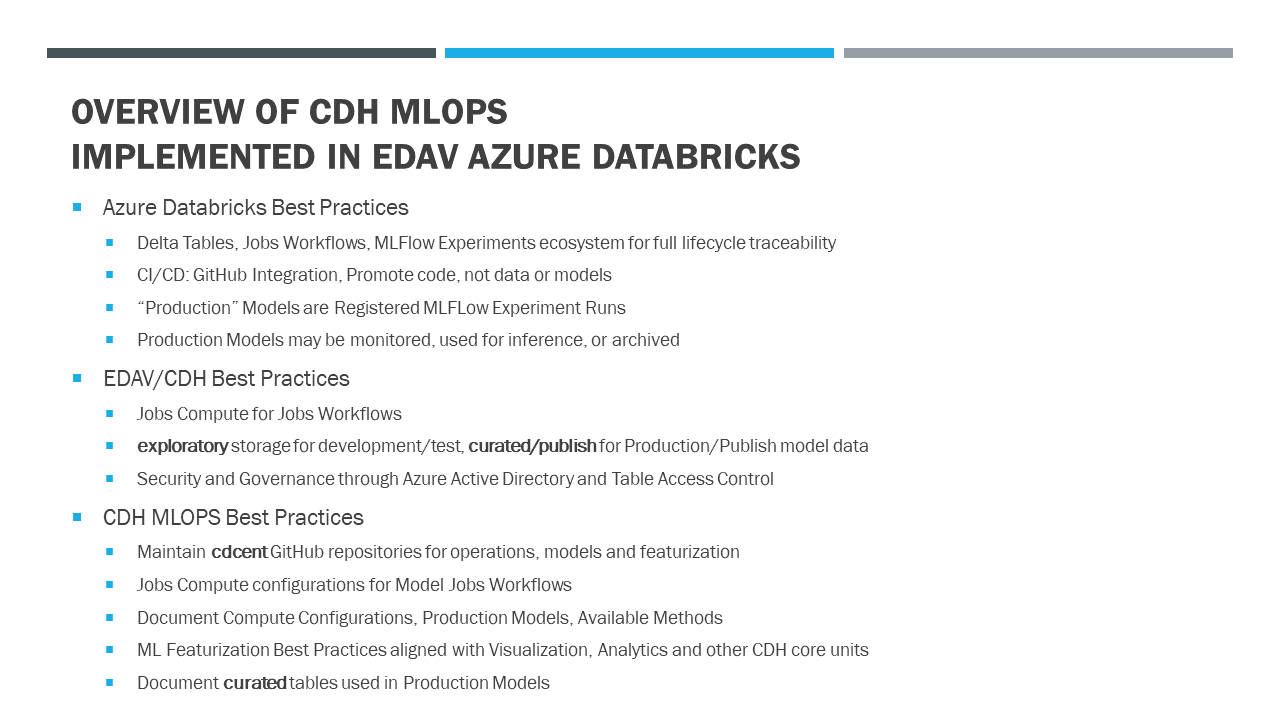 OVERVIEW OF CDH MLOPS
IMPLEMENTED IN EDAV AZURE DATABRICKS
Azure Databricks Best Practices
Delta Tables, Jobs Workflows, MLFlow Experiments ecosystem for full lifecycle traceability
CI/CD: GitHub Integration, Promote code, not data or models
“Production” Models are Registered MLFLow Experiment Runs
Production Models may be monitored, used for inference, or archived
EDAV/CDH Best Practices
Jobs Compute for Jobs Workflows
exploratory storage for development/test, curated/publish for Production/Publish model data
Security and Governance through Azure Active Directory and Table Access Control
CDH MLOPS Best Practices
Maintain cdcent GitHub repositories for operations, models and featurization
Jobs Compute configurations for Model Jobs Workflows
Document Compute Configurations, Production Models, Available Methods
ML Featurization Best Practices aligned with Visualization, Analytics and other CDH core units
Document curated tables used in Production Models